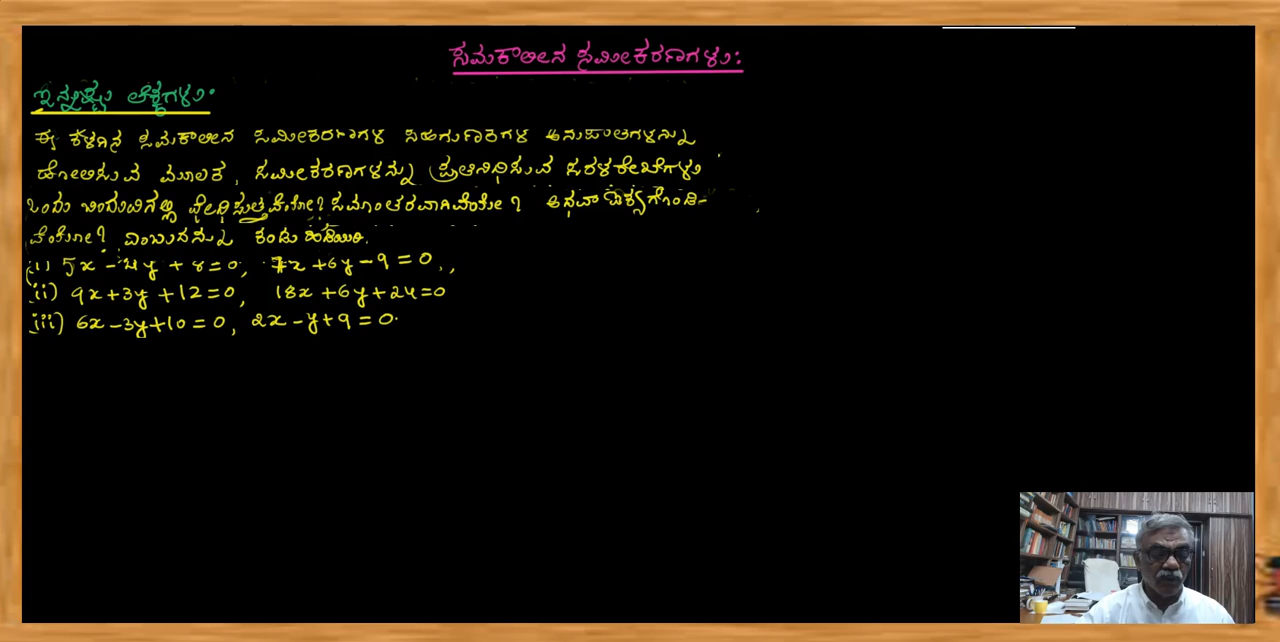 ಸಮಕಾಲೀನ ಸಮೀಕರಣಗಳು:
ಇನ್ನಷ್ಟು ಲೆಕ್ಕಗಳು:
ಈ ಕೆಳಗಿನ ಸಮಕಾಲೀನ ಸಮೀಕರಣಗಳ ಸಹಗುಣಕಗಳ ಅನುಪಾತಗಳನ್ನು
ಹೋಲಿಸುವ ಮೂಲಕ, ಸಮೀಕರಣಗಳನ್ನು ಪ್ರತಿನಿಧಿಸುವ ಸರಳರೇಖೆಗಳು
ಒಂದು ಬಿಂದುವಿನಲ್ಲಿ ಛೇದಿಸುತ್ತವೆಯೇ? ಸಮಾಂತರವಾಗಿವೆಯೇ? ಅಥವಾ ಐಕ್ಯಗೊಂಡಿ-
ವೆಯೇ? ಎಂಬುದನ್ನು ಕಂಡು ಹಿಡಿಯಿರಿ.
(i) 5x - 4y + 8 = 0, 7x + 6y - 9 = 0,
(ii) 9x + 3y + 12 = 0, 18x + 6y + 24 = 0
(iii) 6x - 3y + 10 = 0, 2x - y + 9 = 0.